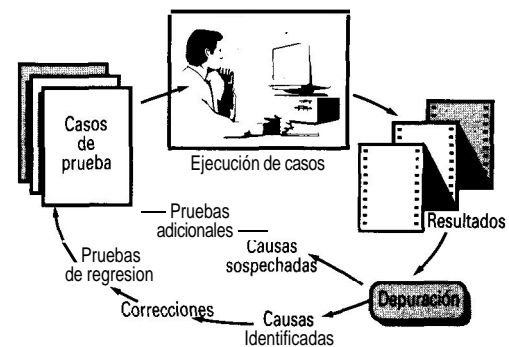 Casos
de
prueba
Ejecución de casos
Resultados
Pruebas
adicionales
Causas
sospechadas
Depuración
Pruebas
de regresion
Correcciones
Causas
Identificadas